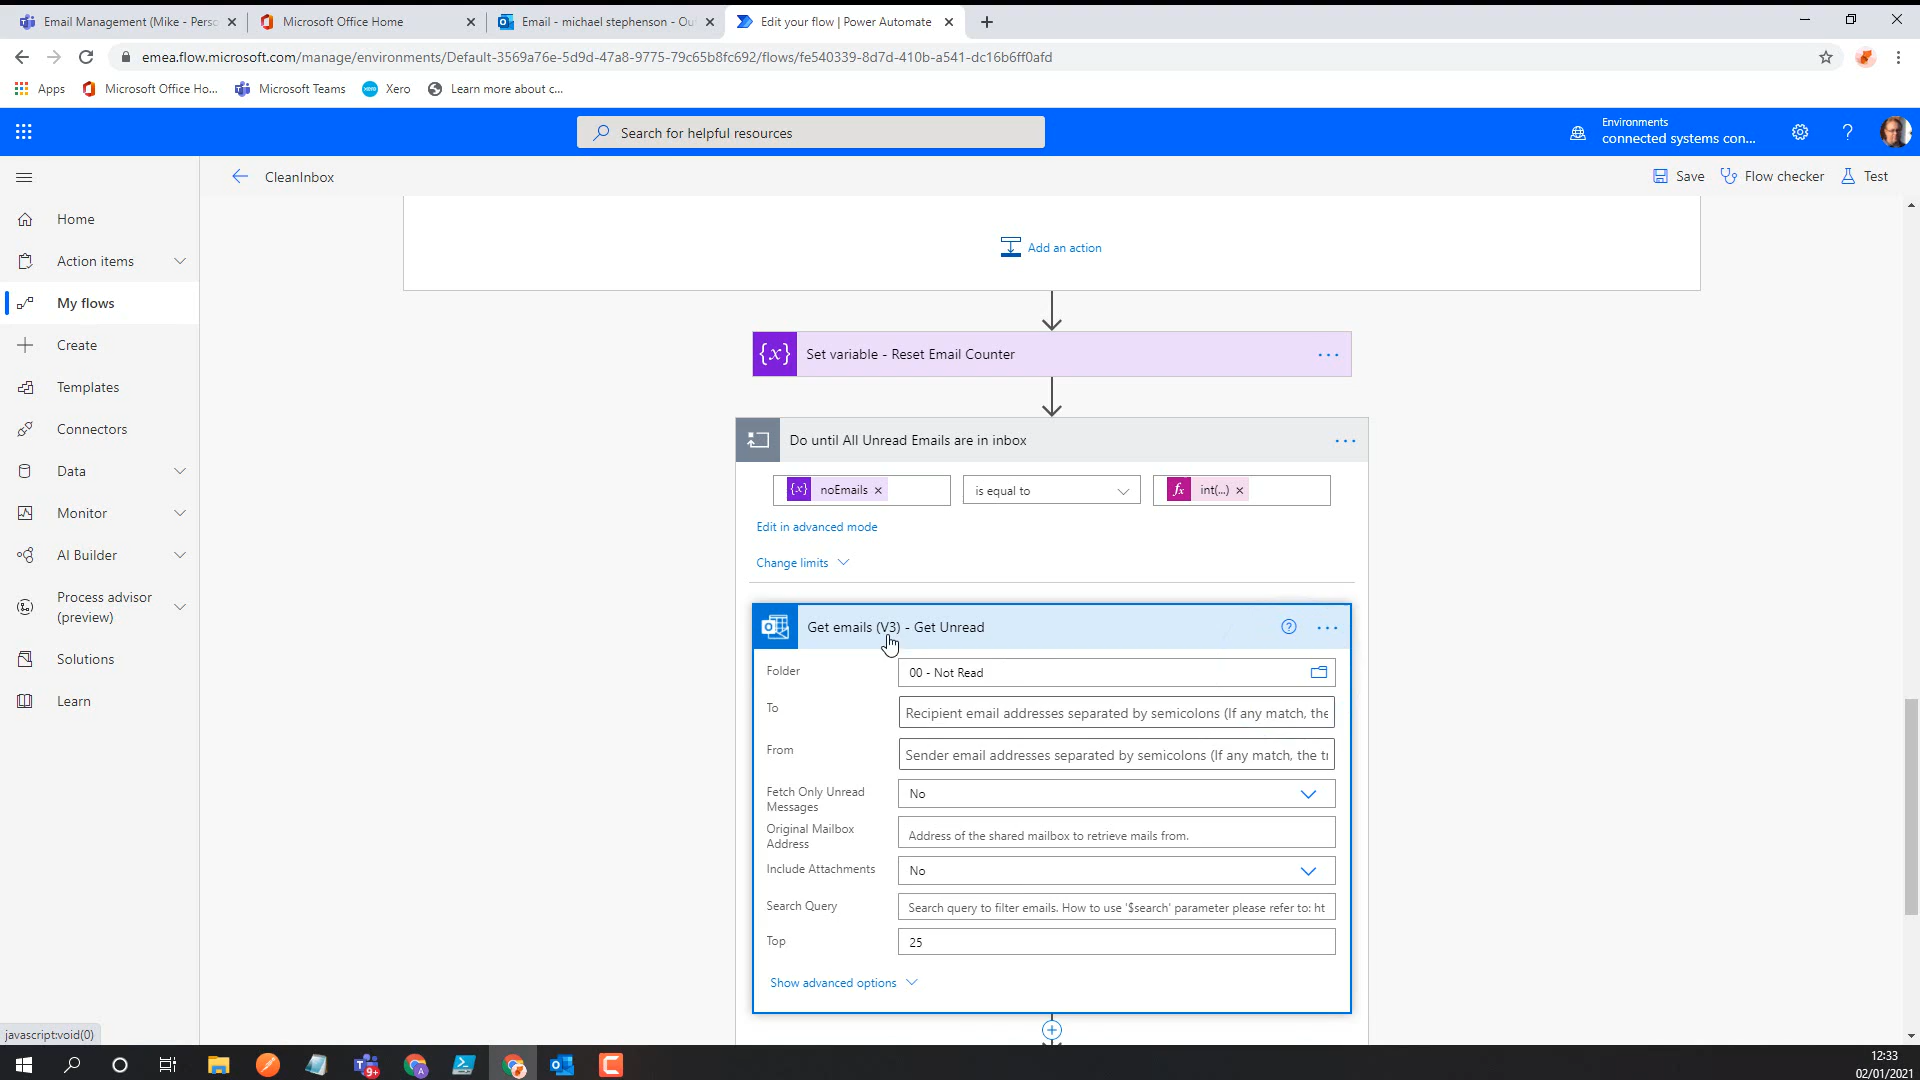 Email Management (Mike - Perso
Microsoft Office Home
Email - michael stephenson - Ou
Edit your flow | Power Automate
emea.flow.microsoft.com/manage/environments/Default-3569a76e-5d9d-47a8-9775-79c65b8fc692/flows/fe540339-8d7d-410b-a541-dc16b6ff0afd
Apps
Microsoft Office Ho...
Microsoft Teams
Xero
Learn more about c...
Search for helpful resources
Environments
connected systems con...
CleanInbox
Save
Flow checker
Test
Home
Action items
My flows
Create
Templates
Connectors
Data
Monitor
AI Builder
Process advisor
(preview)
Solutions
Learn
Add an action
{x} Set variable - Reset Email Counter
Do until All Unread Emails are in inbox
{x} noEmails ×
is equal to
fx int(...) ×
Edit in advanced mode
Change limits
Get emails (V3) - Get Unread
Folder
00 - Not Read
To
Recipient email addresses separated by semicolons (If any match, the
From
Sender email addresses separated by semicolons (If any match, the tr
Fetch Only Unread
Messages
No
Original Mailbox
Address
Address of the shared mailbox to retrieve mails from.
Include Attachments
No
Search Query
Search query to filter emails. How to use '$search' parameter please refer to: ht
Top
25
Show advanced options
javascript:void(0)
9+
12:33
02/01/2021